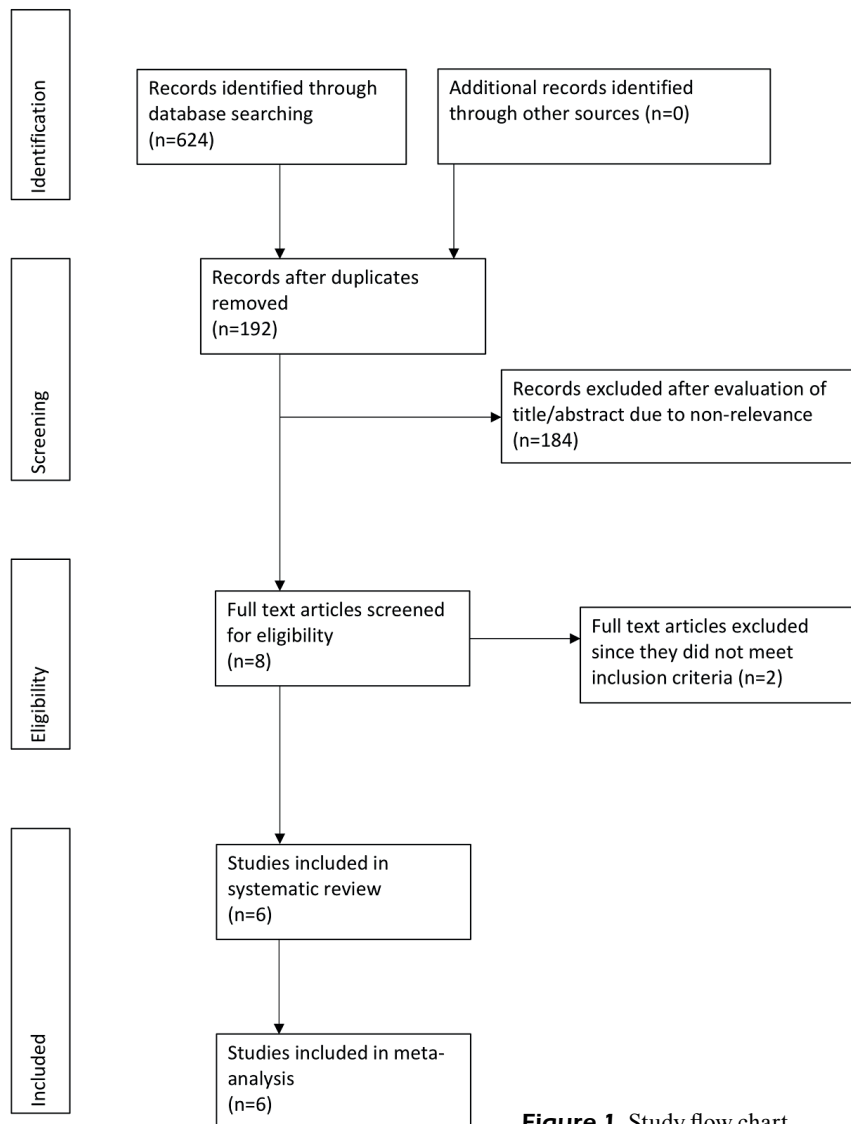 Identification
Records identified through
database searching
(n=624)
Additional records identified
through other sources (n=0)
Screening
Records after duplicates
removed
(n=192)
Records excluded after evaluation of
title/abstract due to non-relevance
(n=184)
Eligibility
Full text articles screened
for eligibility
(n=8)
Full text articles excluded
since they did not meet
inclusion criteria (n=2)
Included
Studies included in
systematic review
(n=6)
Studies included in meta-
analysis
(n=6)
Figure 1. Study flow chart